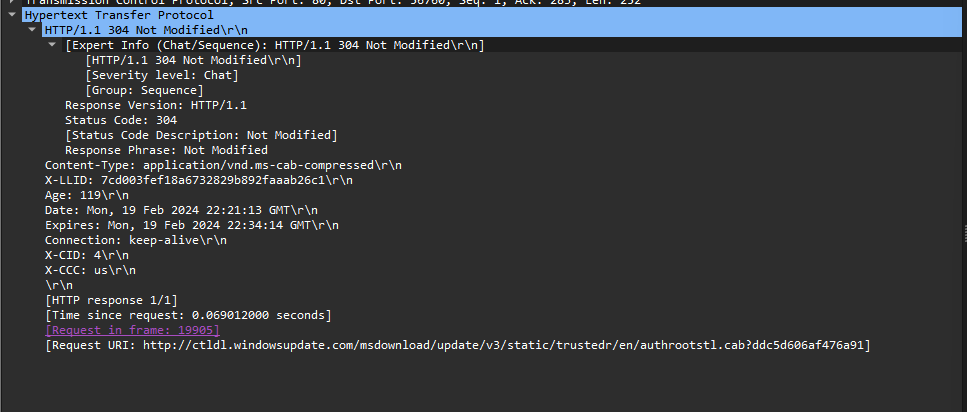 Transmission Control Protocol, Src Port: 80, Dst Port: 56760, Seq: 1, Ack: 285, Len: 252
Hypertext Transfer Protocol
HTTP/1.1 304 Not Modified\r\n
[Expert Info (Chat/Sequence): HTTP/1.1 304 Not Modified\r\n]
[HTTP/1.1 304 Not Modified\r\n]
[Severity level: Chat]
[Group: Sequence]
Response Version: HTTP/1.1
Status Code: 304
[Status Code Description: Not Modified]
Response Phrase: Not Modified
Content-Type: application/vnd.ms-cab-compressed\r\n
X-LLID: 7cd003fef18a6732829b892faaab26c1\r\n
Age: 119\r\n
Date: Mon, 19 Feb 2024 22:21:13 GMT\r\n
Expires: Mon, 19 Feb 2024 22:34:14 GMT\r\n
Connection: keep-alive\r\n
X-CID: 4\r\n
X-CCC: us\r\n
\r\n
[HTTP response 1/1]
[Time since request: 0.069012000 seconds]
[Request in frame: 19905]
[Request URI: http://ctldl.windowsupdate.com/msdownload/update/v3/static/trustedr/en/authrootstl.cab?ddc5d606af476a91]